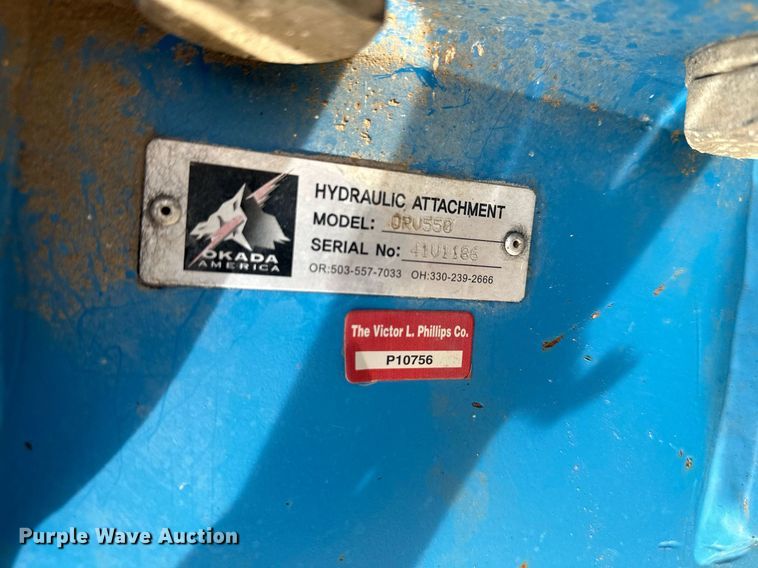 OKADA
AMERICA
HYDRAULIC ATTACHMENT
MODEL: ORV550
SERIAL No: 41U1186
OR:503-557-7033 OH:330-239-2666
The Victor L. Phillips Co.
P10756
Purple Wave Auction